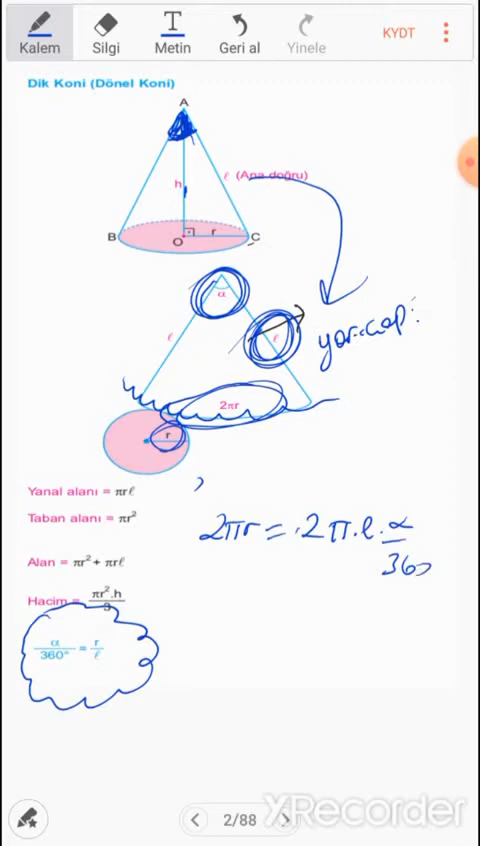 Kalem Silgi Metin Geri al Yinele KYDT
Dik Koni (Dönel Koni)
A
h
ℓ (Ana doğru)
B O r C
α
ℓ ℓ
yarıçap:
2πr
r
Yanal alanı = πrℓ
Taban alanı = πr²
2πr = 2π.ℓ.α/360
Alan = πr² + πrℓ
Hacim = πr².h/3
α/360° = r/ℓ
2/88
XRecorder